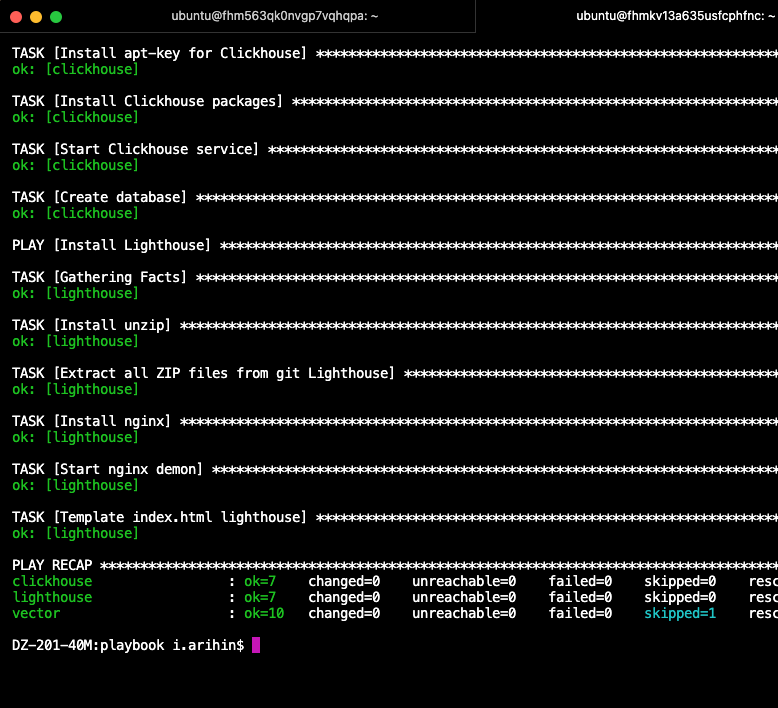 ubuntu@fhm563qk0nvgp7vqhqpa: ~
ubuntu@fhmkv13a635usfcphfnc: ~
TASK [Install apt-key for Clickhouse] **********************************************************
ok: [clickhouse]
TASK [Install Clickhouse packages] *************************************************************
ok: [clickhouse]
TASK [Start Clickhouse service] ****************************************************************
ok: [clickhouse]
TASK [Create database] *************************************************************************
ok: [clickhouse]
PLAY [Install Lighthouse] **********************************************************************
TASK [Gathering Facts] *************************************************************************
ok: [lighthouse]
TASK [Install unzip] ***************************************************************************
ok: [lighthouse]
TASK [Extract all ZIP files from git Lighthouse] ***********************************************
ok: [lighthouse]
TASK [Install nginx] ***************************************************************************
ok: [lighthouse]
TASK [Start nginx demon] ***********************************************************************
ok: [lighthouse]
TASK [Template index.html lighthouse] **********************************************************
ok: [lighthouse]
PLAY RECAP *************************************************************************************
clickhouse                 : ok=7    changed=0    unreachable=0    failed=0    skipped=0    resc
lighthouse                 : ok=7    changed=0    unreachable=0    failed=0    skipped=0    resc
vector                     : ok=10   changed=0    unreachable=0    failed=0    skipped=1    resc
DZ-201-40M:playbook i.arihin$